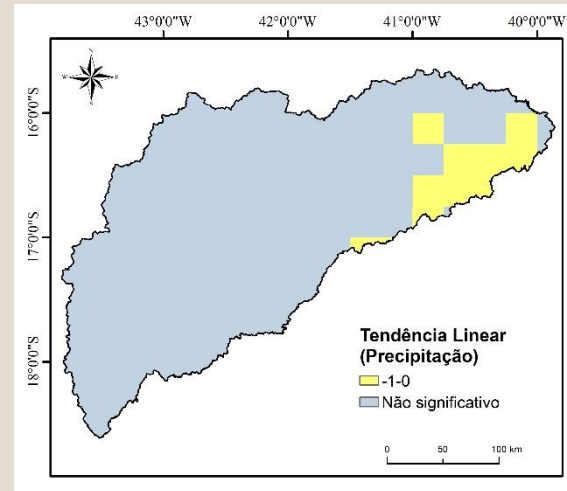 43°0'0"W 42°0'0"W 41°0'0"W 40°0'0"W
N
W E
S
16°0'0"S
17°0'0"S
18°0'0"S
Tendência Linear
(Precipitação)
-1-0
Não significativo
0 50 100 km